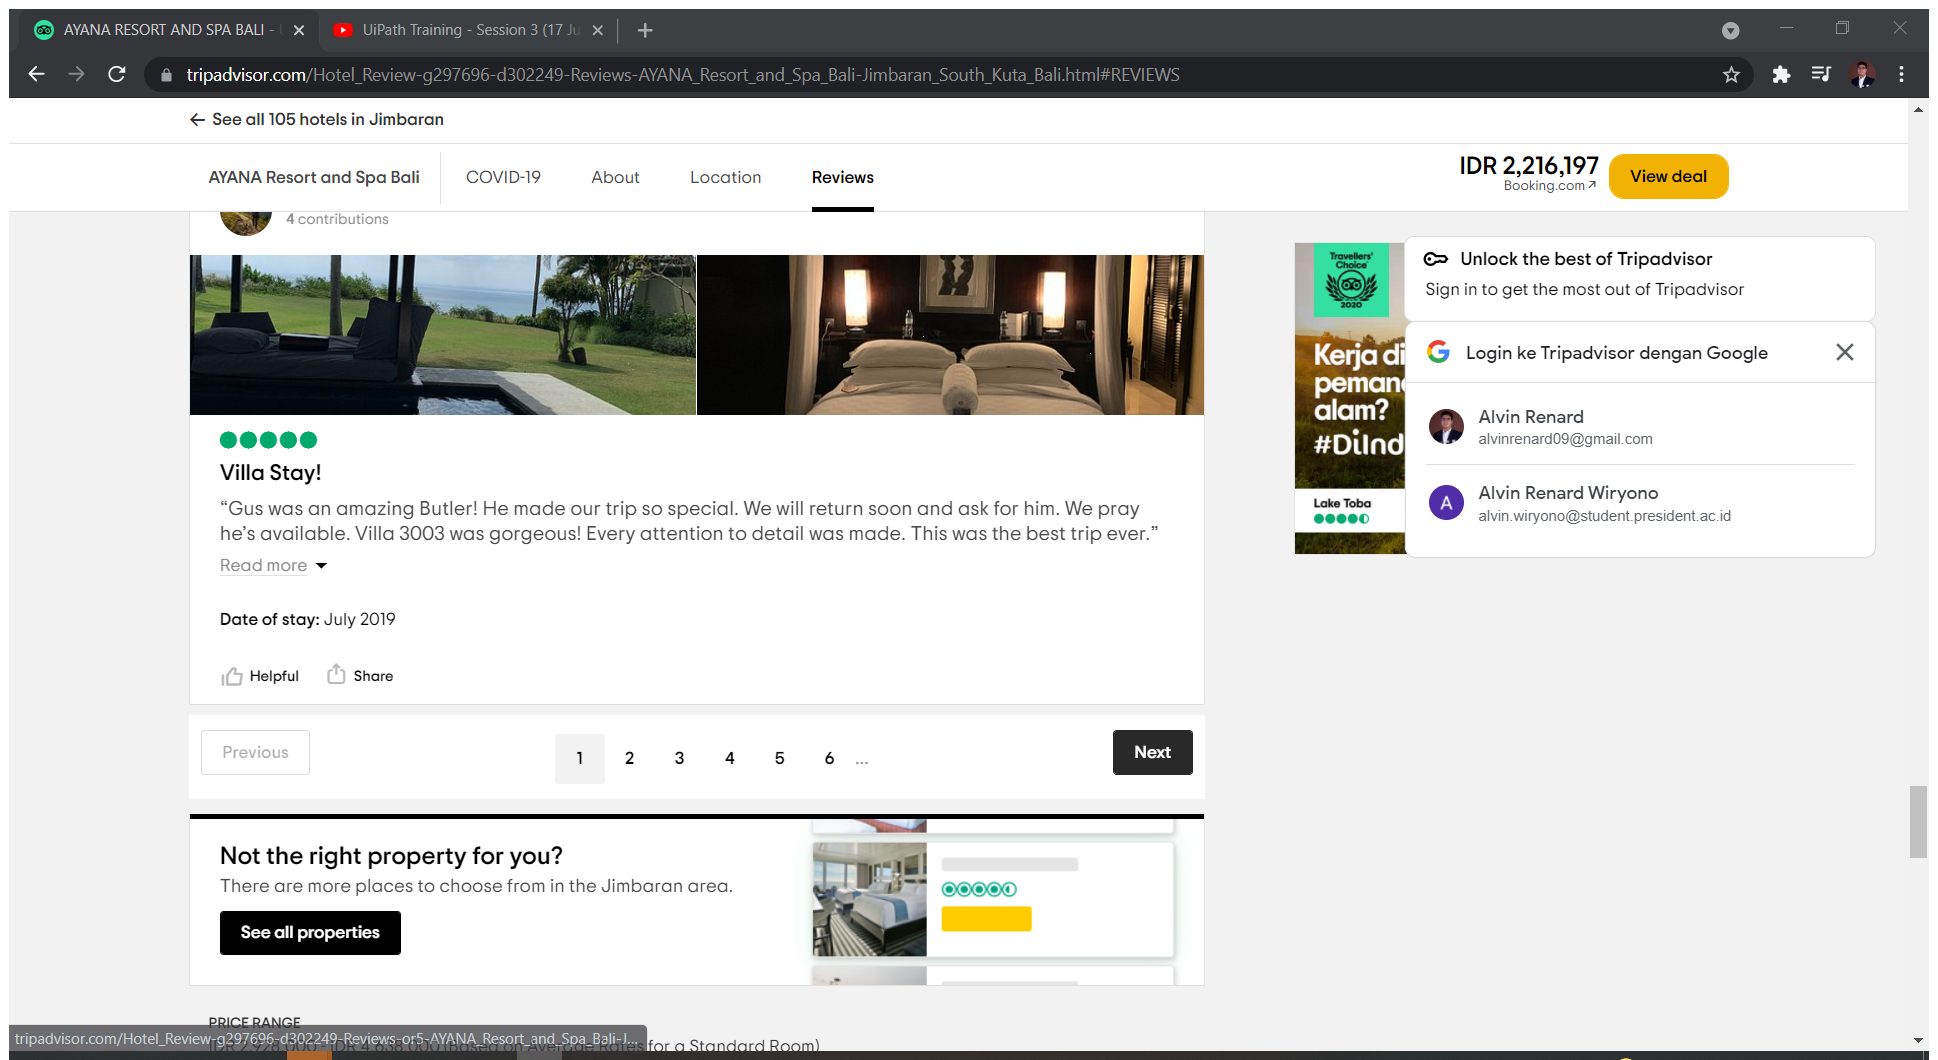 AYANA RESORT AND SPA BALI -
UiPath Training - Session 3 (17 Ju
tripadvisor.com/Hotel_Review-g297696-d302249-Reviews-AYANA_Resort_and_Spa_Bali-Jimbaran_South_Kuta_Bali.html#REVIEWS
See all 105 hotels in Jimbaran
AYANA Resort and Spa Bali
COVID-19
About
Location
Reviews
IDR 2,216,197
Booking.com
View deal
4 contributions
Villa Stay!
“Gus was an amazing Butler! He made our trip so special. We will return soon and ask for him. We pray
he’s available. Villa 3003 was gorgeous! Every attention to detail was made. This was the best trip ever.”
Read more
Date of stay: July 2019
Helpful
Share
Previous
1 2 3 4 5 6 ...
Next
Not the right property for you?
There are more places to choose from in the Jimbaran area.
See all properties
PRICE RANGE
for a Standard Room)
tripadvisor.com/Hotel_Review-g297696-d302249-Reviews-or5-AYANA_Resort_and_Spa_Bali-J...
Travellers'
Choice
2020
Kerja di
peman
alam?
#DiInd
Lake Toba
Unlock the best of Tripadvisor
Sign in to get the most out of Tripadvisor
Login ke Tripadvisor dengan Google
Alvin Renard
alvinrenard09@gmail.com
A
Alvin Renard Wiryono
alvin.wiryono@student.president.ac.id